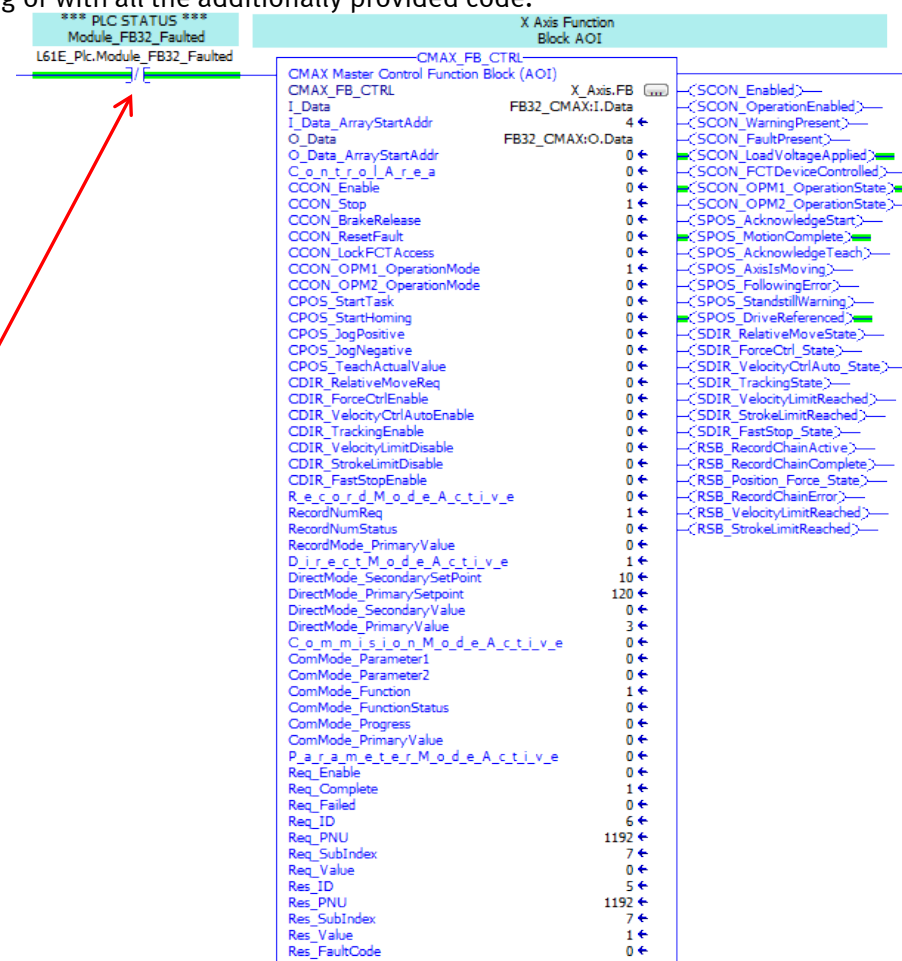 g or with all the additionally provided code.
*** PLC STATUS ***
Module_FB32_Faulted
L61E_Plc.Module_FB32_Faulted
X Axis Function
Block AOI
CMAX_FB_CTRL
CMAX Master Control Function Block (AOI)
CMAX_FB_CTRL X_Axis.FB ...
I_Data FB32_CMAX:I.Data
I_Data_ArrayStartAddr 4
O_Data FB32_CMAX:O.Data
O_Data_ArrayStartAddr 0
C_o_n_t_r_o_l_A_r_e_a 0
CCON_Enable 0
CCON_Stop 1
CCON_BrakeRelease 0
CCON_ResetFault 0
CCON_LockFCTAccess 0
CCON_OPM1_OperationMode 1
CCON_OPM2_OperationMode 0
CPOS_StartTask 0
CPOS_StartHoming 0
CPOS_JogPositive 0
CPOS_JogNegative 0
CPOS_TeachActualValue 0
CDIR_RelativeMoveReq 0
CDIR_ForceCtrlEnable 0
CDIR_VelocityCtrlAutoEnable 0
CDIR_TrackingEnable 0
CDIR_VelocityLimitDisable 0
CDIR_StrokeLimitDisable 0
CDIR_FastStopEnable 0
R_e_c_o_r_d_M_o_d_e_A_c_t_i_v_e 0
RecordNumReq 1
RecordNumStatus 0
RecordMode_PrimaryValue 0
D_i_r_e_c_t_M_o_d_e_A_c_t_i_v_e 1
DirectMode_SecondarySetPoint 10
DirectMode_PrimarySetpoint 120
DirectMode_SecondaryValue 0
DirectMode_PrimaryValue 3
C_o_m_m_i_s_i_o_n_M_o_d_e_A_c_t_i_v_e 0
ComMode_Parameter1 0
ComMode_Parameter2 0
ComMode_Function 1
ComMode_FunctionStatus 0
ComMode_Progress 0
ComMode_PrimaryValue 0
P_a_r_a_m_e_t_e_r_M_o_d_e_A_c_t_i_v_e 0
Req_Enable 0
Req_Complete 1
Req_Failed 0
Req_ID 6
Req_PNU 1192
Req_SubIndex 7
Req_Value 0
Res_ID 5
Res_PNU 1192
Res_SubIndex 7
Res_Value 1
Res_FaultCode 0
SCON_Enabled
SCON_OperationEnabled
SCON_WarningPresent
SCON_FaultPresent
SCON_LoadVoltageApplied
SCON_FCTDeviceControlled
SCON_OPM1_OperationState
SCON_OPM2_OperationState
SPOS_AcknowledgeStart
SPOS_MotionComplete
SPOS_AcknowledgeTeach
SPOS_AxisIsMoving
SPOS_FollowingError
SPOS_StandstillWarning
SPOS_DriveReferenced
SDIR_RelativeMoveState
SDIR_ForceCtrl_State
SDIR_VelocityCtrlAuto_State
SDIR_TrackingState
SDIR_VelocityLimitReached
SDIR_StrokeLimitReached
SDIR_FastStop_State
RSB_RecordChainActive
RSB_RecordChainComplete
RSB_Position_Force_State
RSB_RecordChainError
RSB_VelocityLimitReached
RSB_StrokeLimitReached